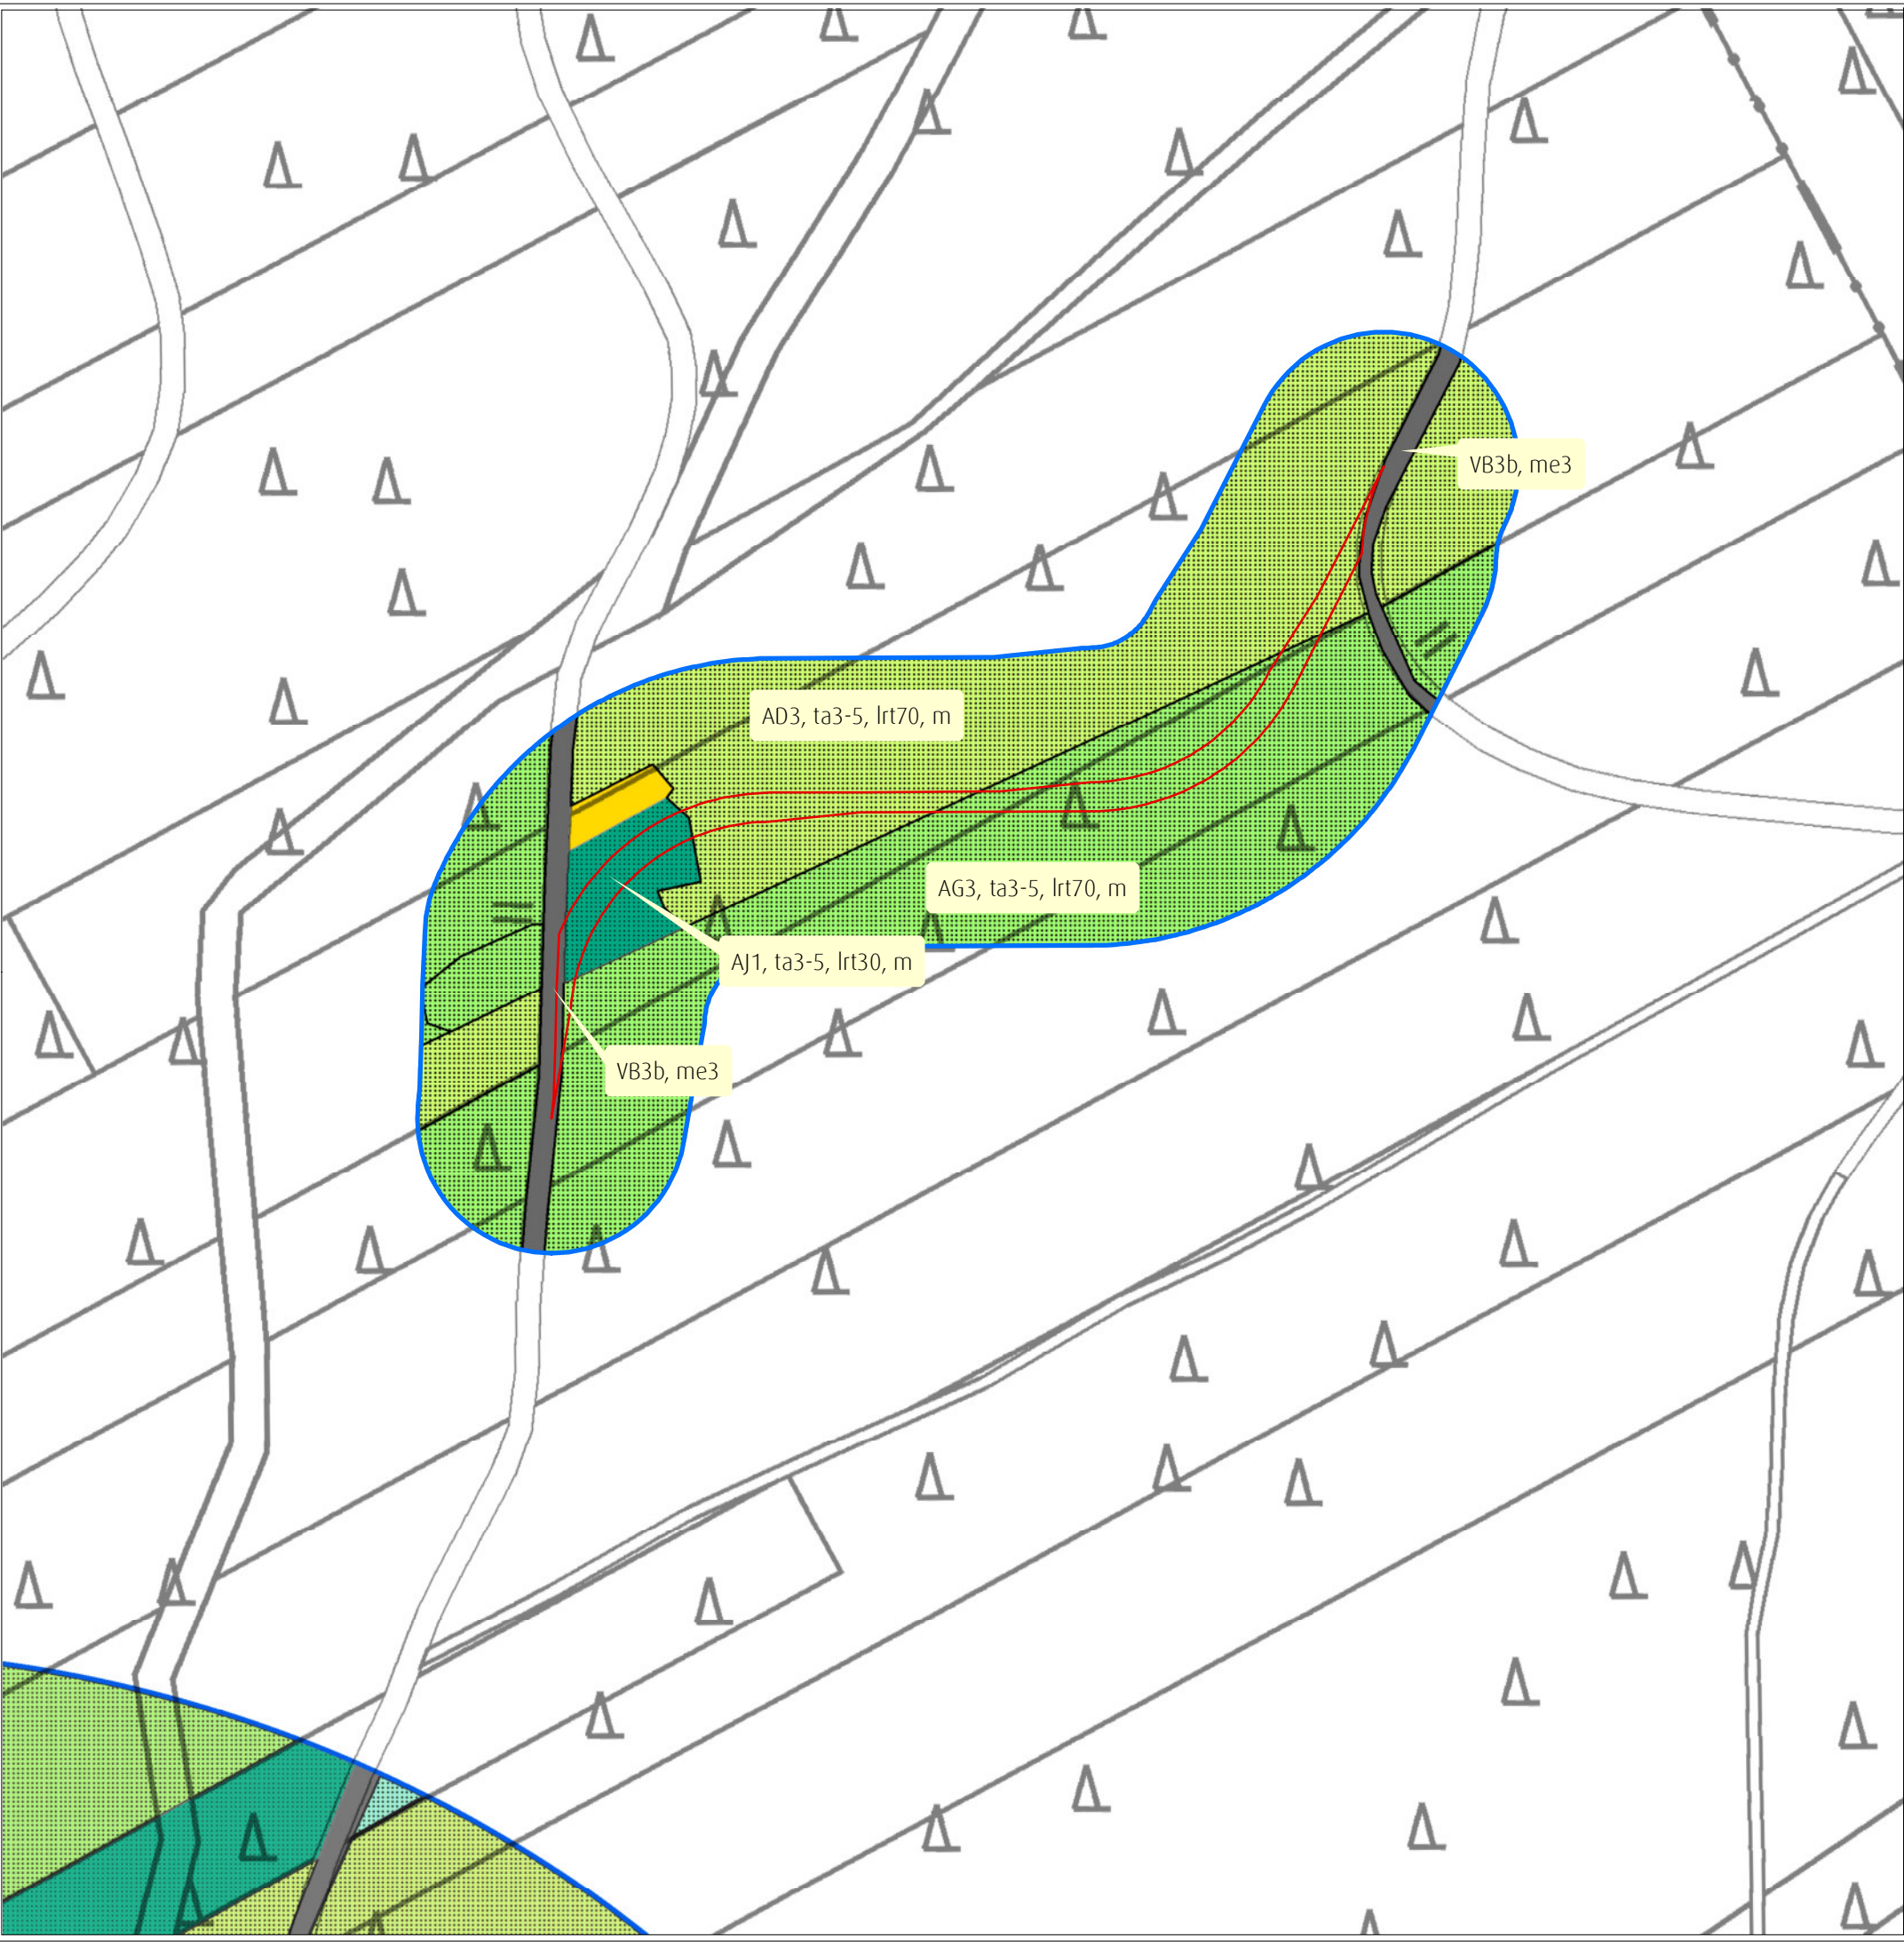 VB3b, me3
AD3, ta3-5, lrt70, m
AG3, ta3-5, lrt70, m
AJ1, ta3-5, lrt30, m
VB3b, me3